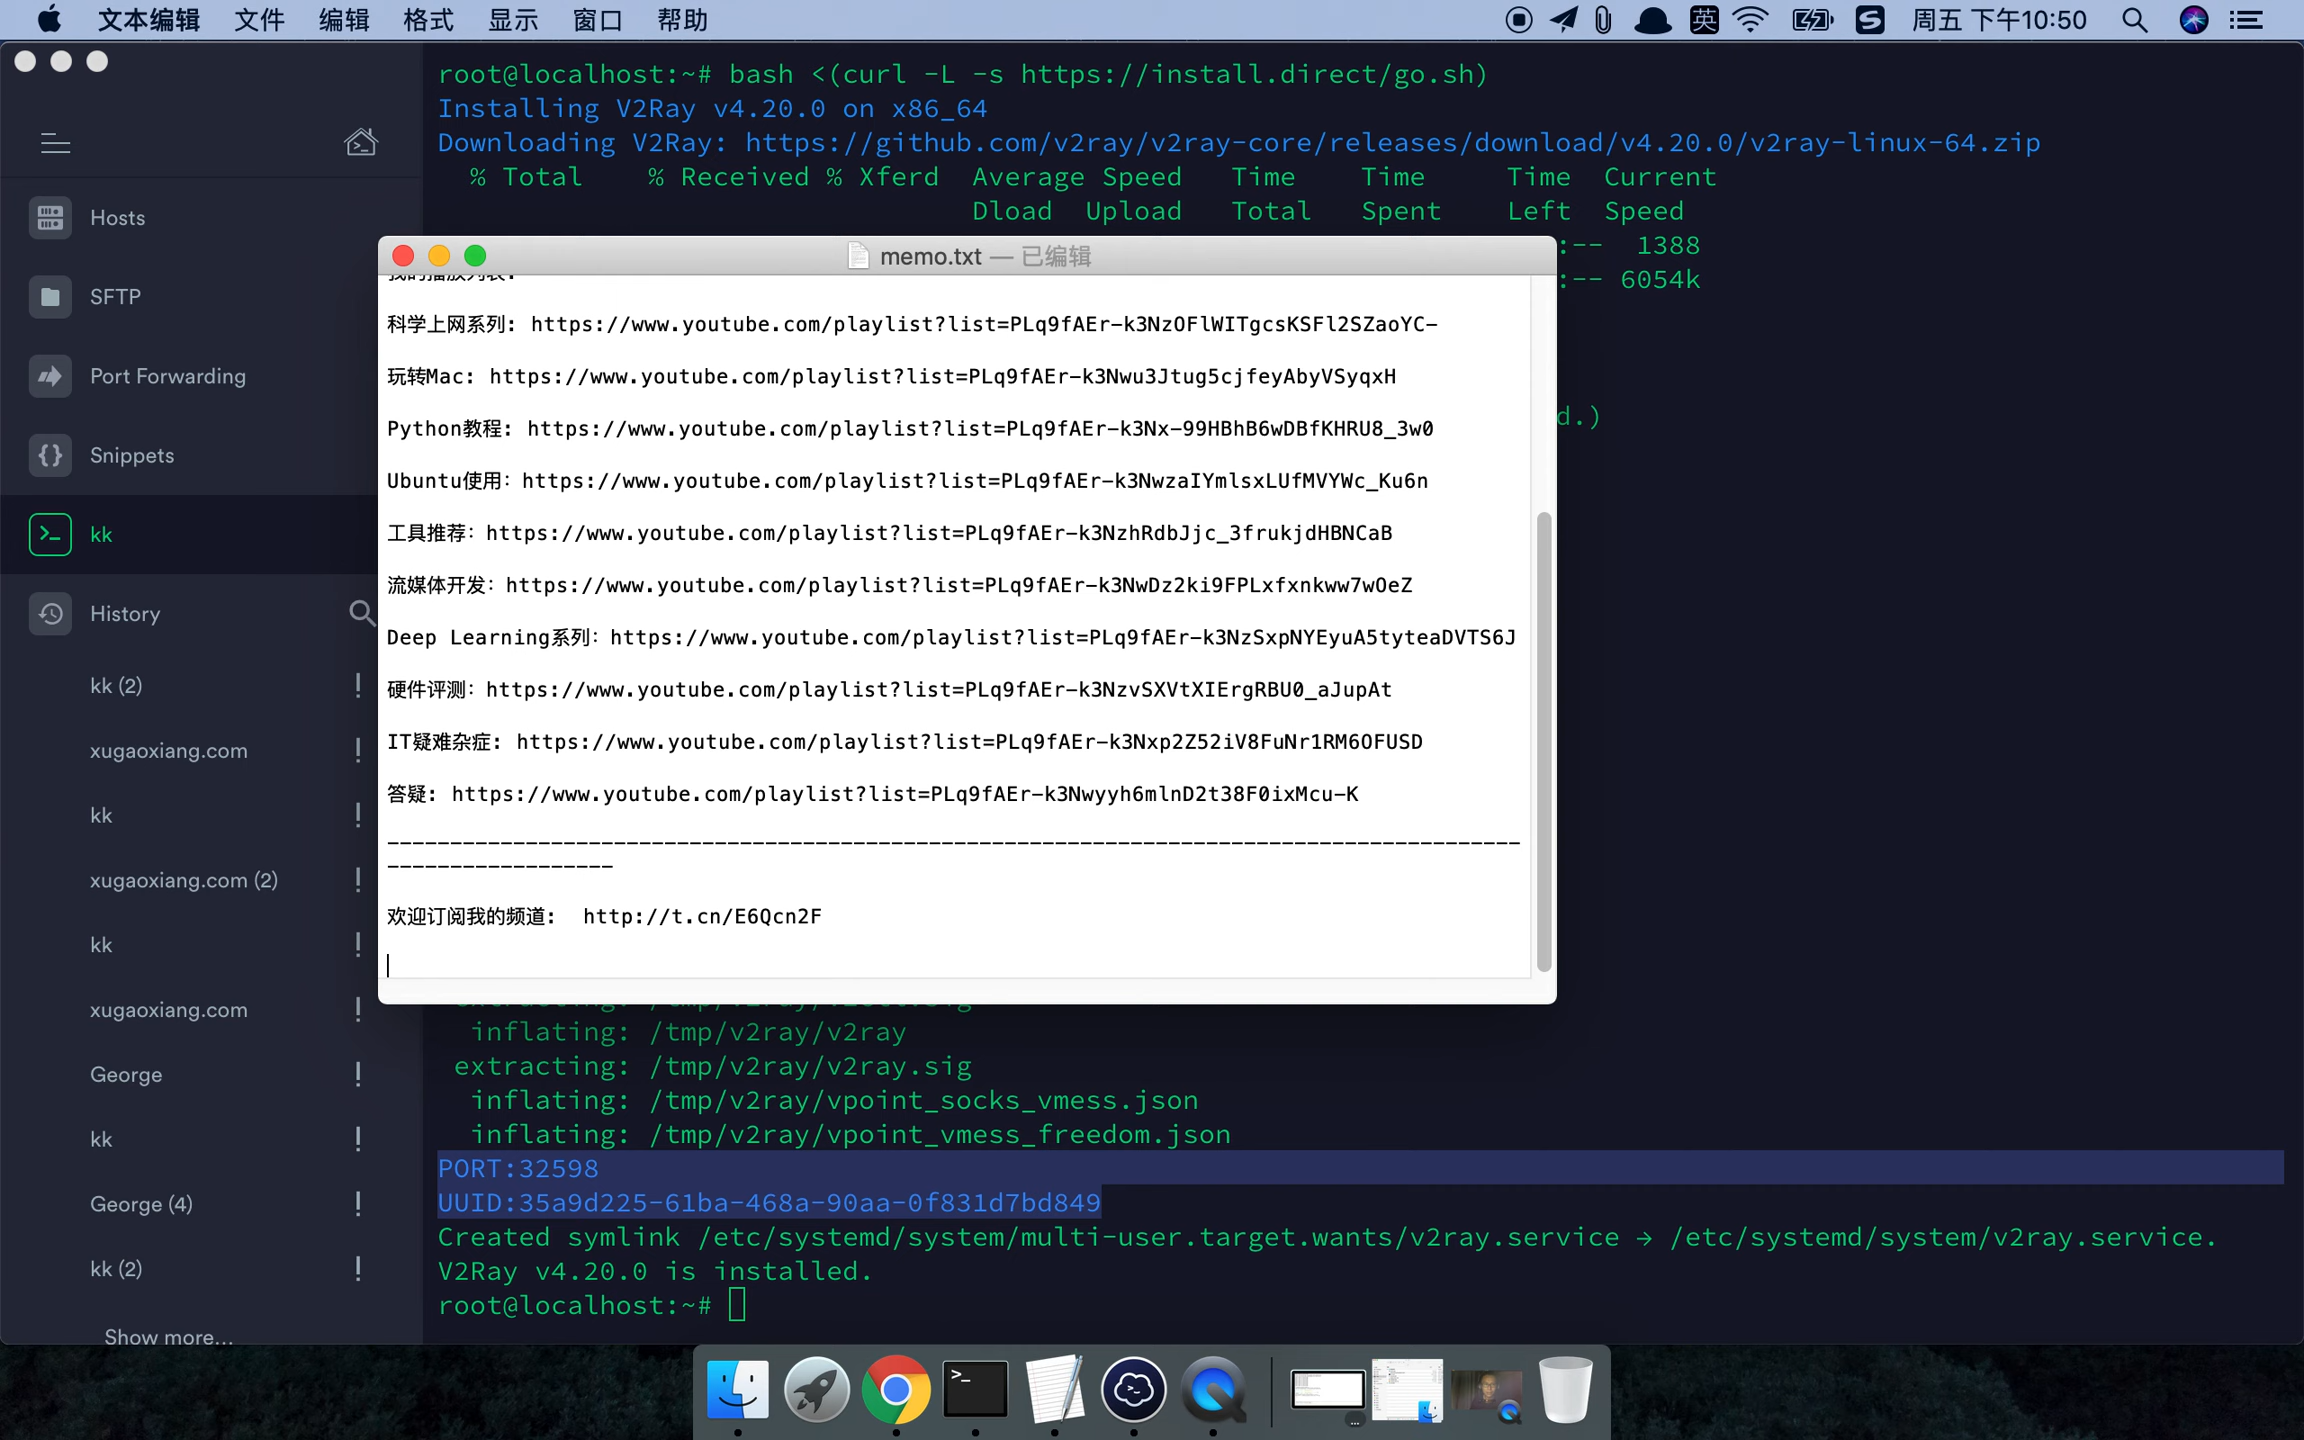 文本编辑 文件 编辑 格式 显示 窗口 帮助 英 周五 下午10:50
Hosts
SFTP
Port Forwarding
Snippets
kk
History
kk (2)
xugaoxiang.com
kk
xugaoxiang.com (2)
kk
xugaoxiang.com
George
kk
George (4)
kk (2)
Show more...
root@localhost:~# bash <(curl -L -s https://install.direct/go.sh)
Installing V2Ray v4.20.0 on x86_64
Downloading V2Ray: https://github.com/v2ray/v2ray-core/releases/download/v4.20.0/v2ray-linux-64.zip
% Total % Received % Xferd Average Speed Time Time Time Current
Dload Upload Total Spent Left Speed
:-- 1388
:-- 6054k
d.)
memo.txt — 已编辑
我的播放列表:
科学上网系列: https://www.youtube.com/playlist?list=PLq9fAEr-k3NzOFlWITgcsKSFl2SZaoYC-
玩转Mac: https://www.youtube.com/playlist?list=PLq9fAEr-k3Nwu3Jtug5cjfeyAbyVSyqxH
Python教程: https://www.youtube.com/playlist?list=PLq9fAEr-k3Nx-99HBhB6wDBfKHRU8_3w0
Ubuntu使用: https://www.youtube.com/playlist?list=PLq9fAEr-k3NwzaIYmlsxLUfMVYWc_Ku6n
工具推荐: https://www.youtube.com/playlist?list=PLq9fAEr-k3NzhRdbJjc_3frukjdHBNCaB
流媒体开发: https://www.youtube.com/playlist?list=PLq9fAEr-k3NwDz2ki9FPLxfxnkww7wOeZ
Deep Learning系列: https://www.youtube.com/playlist?list=PLq9fAEr-k3NzSxpNYEyuA5tyteaDVTS6J
硬件评测: https://www.youtube.com/playlist?list=PLq9fAEr-k3NzvSXVtXIErgRBU0_aJupAt
IT疑难杂症: https://www.youtube.com/playlist?list=PLq9fAEr-k3Nxp2Z52iV8FuNr1RM6OFUSD
答疑: https://www.youtube.com/playlist?list=PLq9fAEr-k3Nwyyh6mlnD2t38F0ixMcu-K
------------------------------------------------------------------------------------------
------------------
欢迎订阅我的频道: http://t.cn/E6Qcn2F
inflating: /tmp/v2ray/v2ray
extracting: /tmp/v2ray/v2ray.sig
inflating: /tmp/v2ray/vpoint_socks_vmess.json
inflating: /tmp/v2ray/vpoint_vmess_freedom.json
PORT:32598
UUID:35a9d225-61ba-468a-90aa-0f831d7bd849
Created symlink /etc/systemd/system/multi-user.target.wants/v2ray.service → /etc/systemd/system/v2ray.service.
V2Ray v4.20.0 is installed.
root@localhost:~#